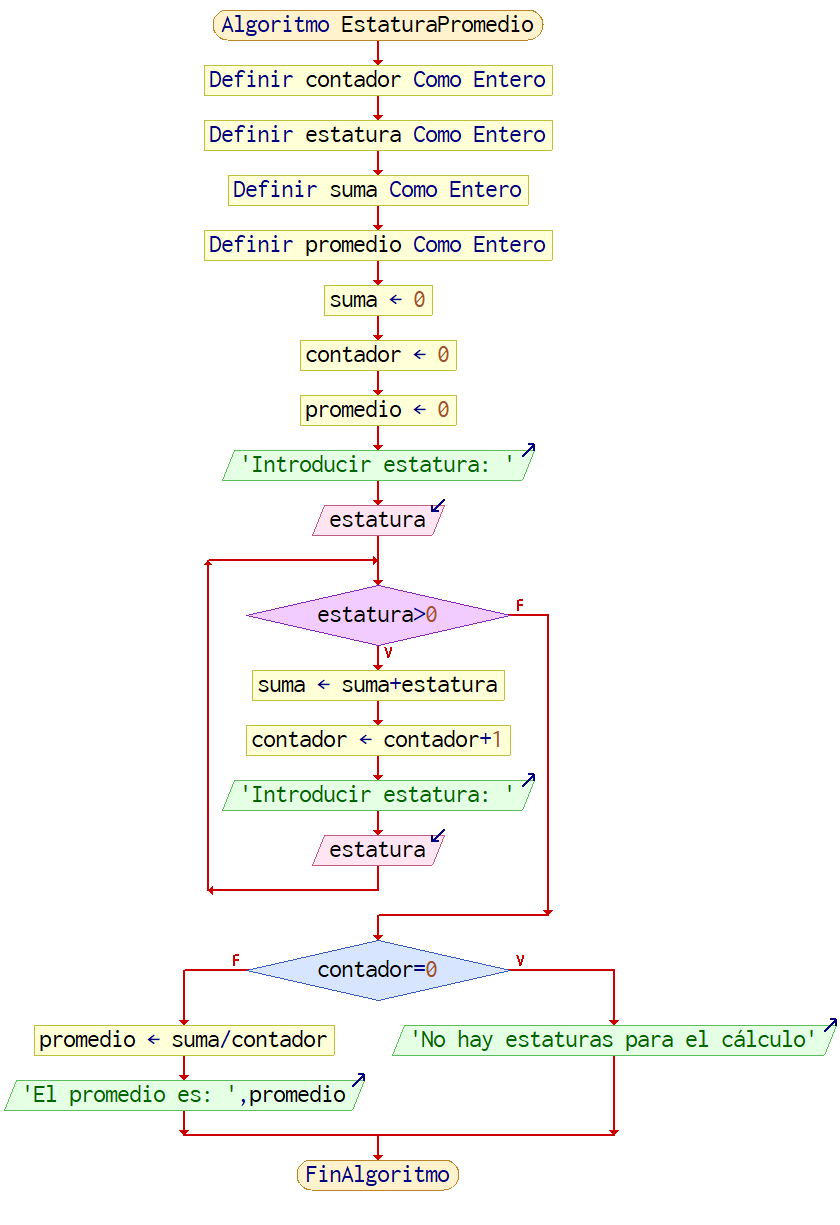 Algoritmo EstaturaPromedio
Definir contador Como Entero
Definir estatura Como Entero
Definir suma Como Entero
Definir promedio Como Entero
suma ← 0
contador ← 0
promedio ← 0
'Introducir estatura: '
estatura
estatura>0
F
V
suma ← suma+estatura
contador ← contador+1
'Introducir estatura: '
estatura
F
contador=0
V
promedio ← suma/contador
'No hay estaturas para el cálculo'
'El promedio es: ',promedio
FinAlgoritmo